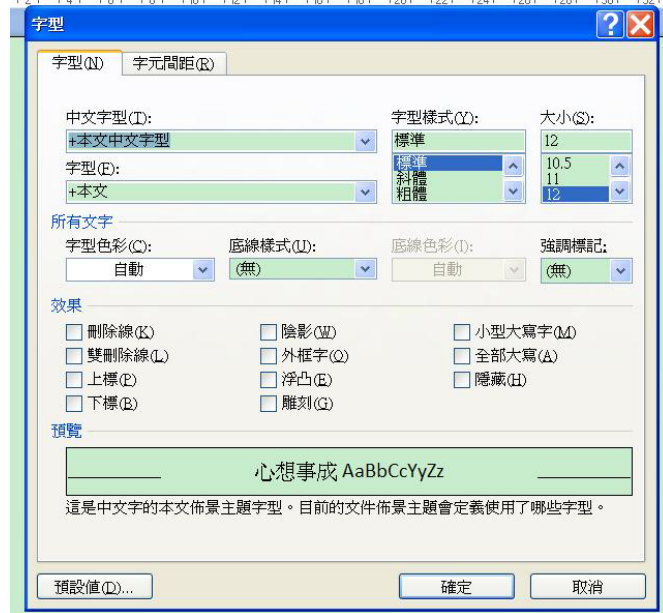 字型
字型(N) 字元間距(R)
中文字型(T): 字型樣式(Y): 大小(S):
+本文中文字型 標準 12
字型(F): 標準 10.5
斜體 11
+本文 粗體 12
所有文字
字型色彩(C): 底線樣式(U): 底線色彩(I): 強調標記:
自動 (無) 自動 (無)
效果
刪除線(K) 陰影(W) 小型大寫字(M)
雙刪除線(L) 外框字(O) 全部大寫(A)
上標(P) 浮凸(E) 隱藏(H)
下標(B) 雕刻(G)
預覽
心想事成 AaBbCcYyZz
這是中文字的本文佈景主題字型。目前的文件佈景主題會定義使用了哪些字型。
預設值(D)... 確定 取消